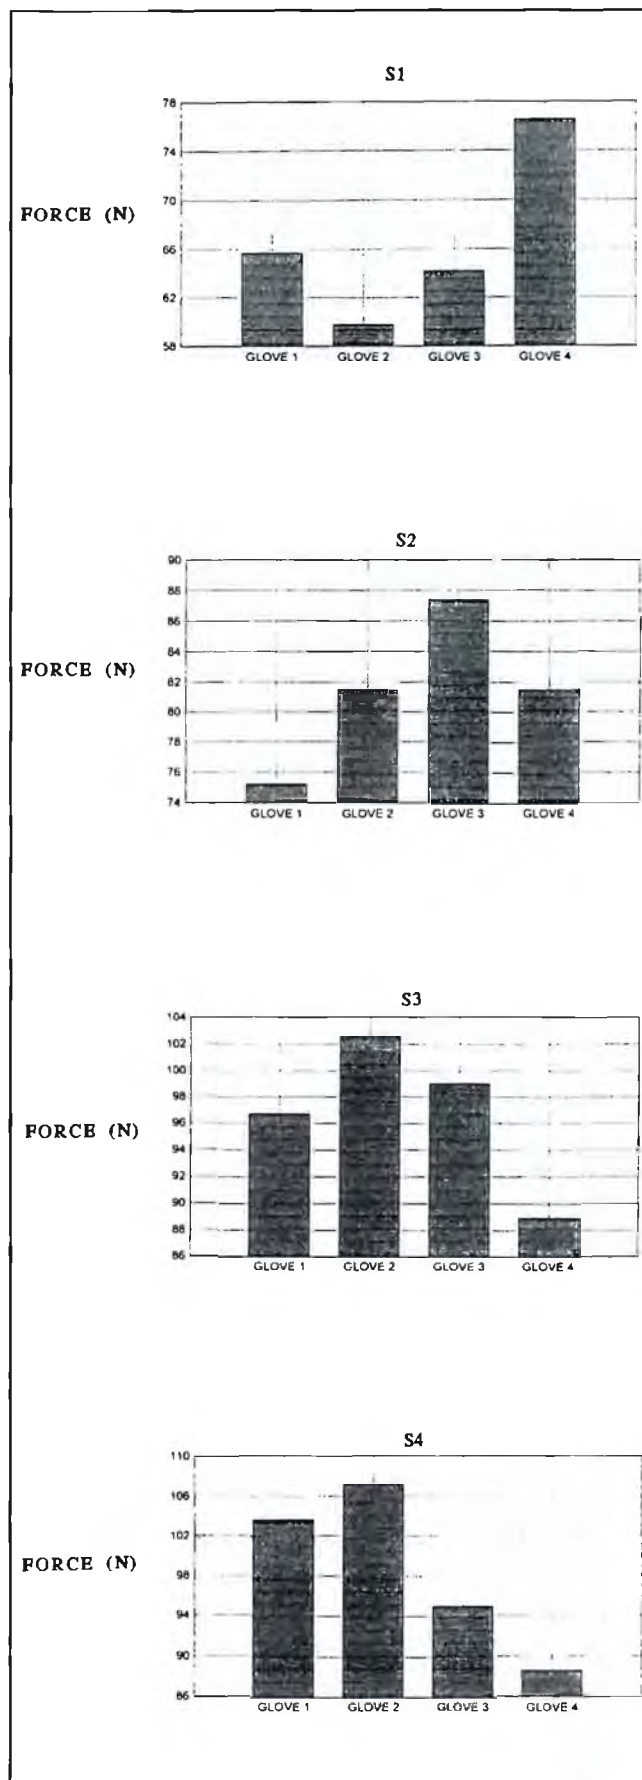 S1
78
74
70
FORCE (N)
66
62
58
GLOVE 1 GLOVE 2 GLOVE 3 GLOVE 4
S2
90
88
86
84
FORCE (N)
82
80
78
76
74
GLOVE 1 GLOVE 2 GLOVE 3 GLOVE 4
S3
104
102
100
98
96
FORCE (N)
94
92
90
88
86
GLOVE 1 GLOVE 2 GLOVE 3 GLOVE 4
S4
110
106
102
FORCE (N)
98
94
90
86
GLOVE 1 GLOVE 2 GLOVE 3 GLOVE 4